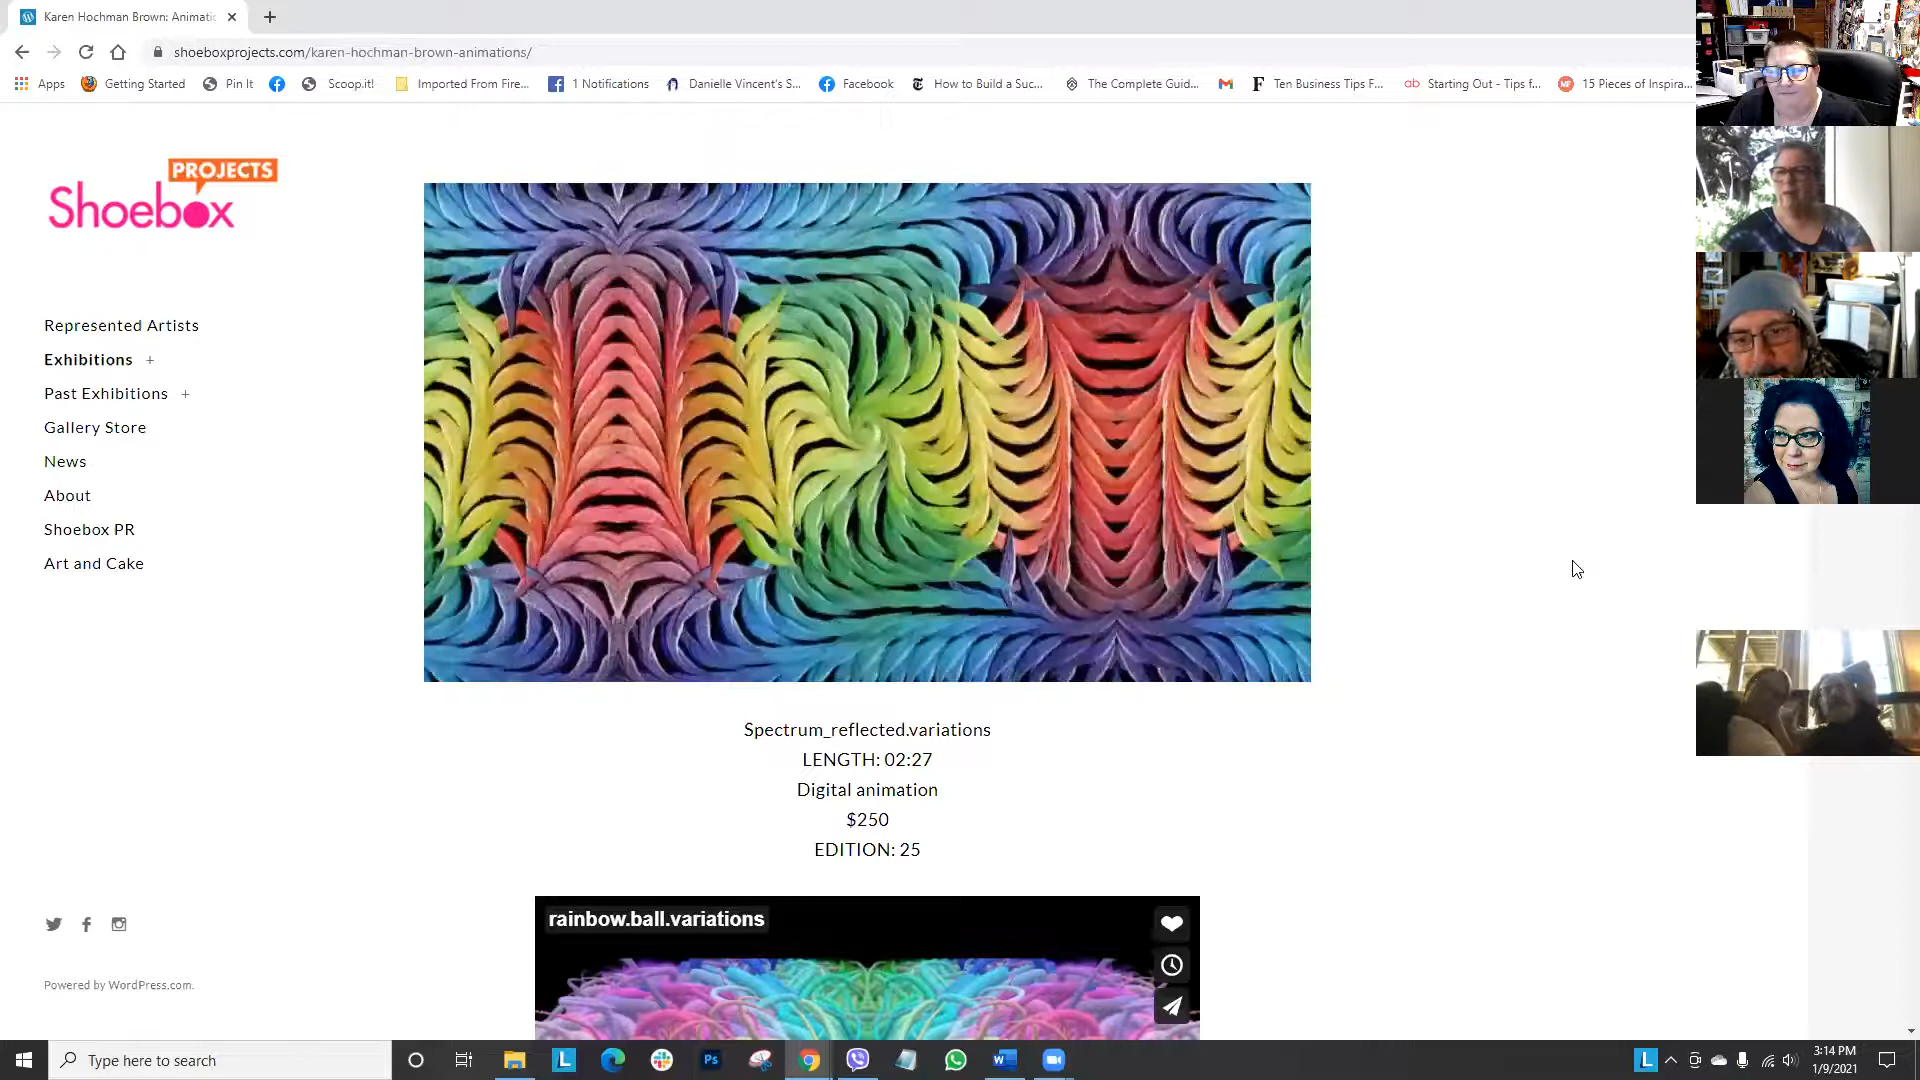 Karen Hochman Brown: Animatic
shoeboxprojects.com/karen-hochman-brown-animations/
Apps
Getting Started
Pin It
Scoop.it!
Imported From Fire...
1 Notifications
Danielle Vincent's S...
Facebook
How to Build a Suc...
The Complete Guid...
Ten Business Tips F...
Starting Out - Tips f...
15 Pieces of Inspira...
PROJECTS
Shoebox
Represented Artists
Exhibitions +
Past Exhibitions +
Gallery Store
News
About
Shoebox PR
Art and Cake
Spectrum_reflected.variations
LENGTH: 02:27
Digital animation
$250
EDITION: 25
rainbow.ball.variations
Powered by WordPress.com.
Type here to search
3:14 PM
1/9/2021